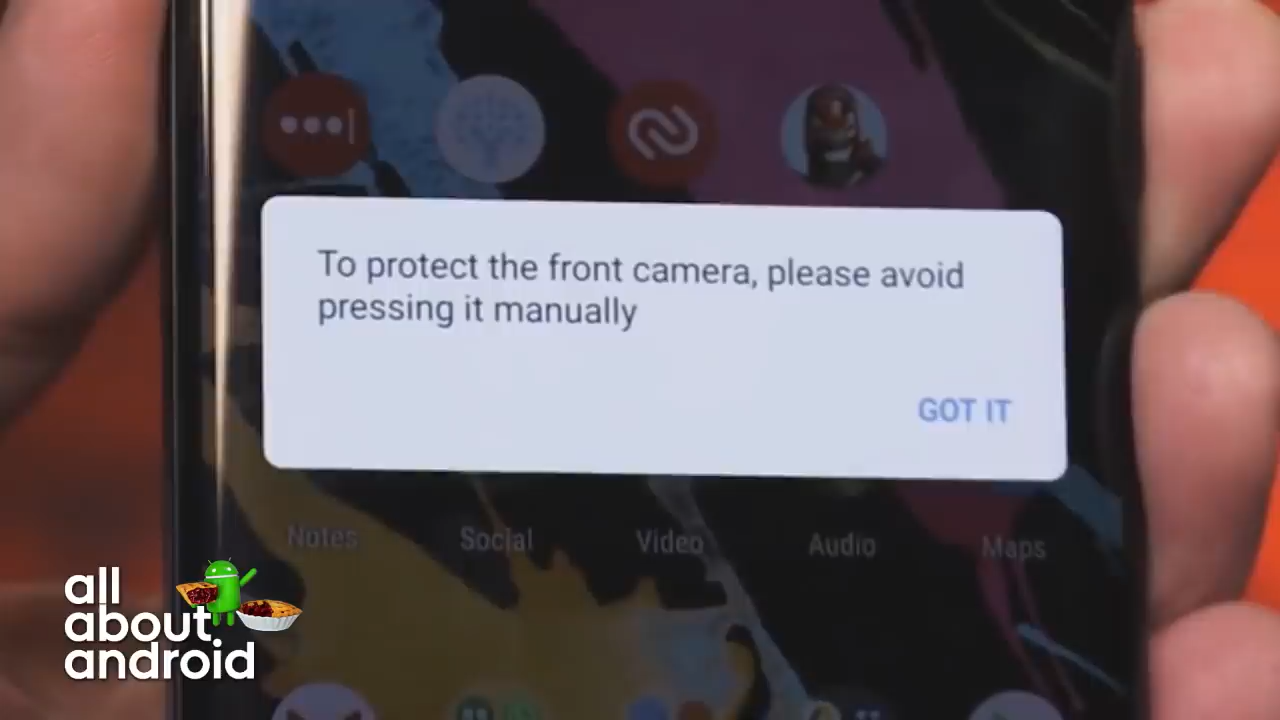 To protect the front camera, please avoid
pressing it manually
GOT IT
Notes
Social
Video
Audio
Maps
all
about
android